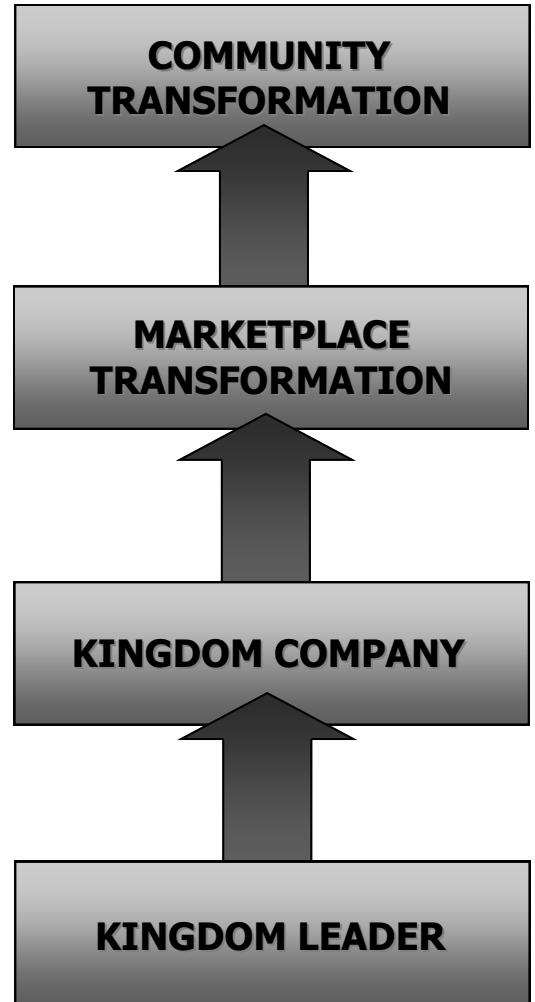 COMMUNITY
TRANSFORMATION
MARKETPLACE
TRANSFORMATION
KINGDOM COMPANY
KINGDOM LEADER